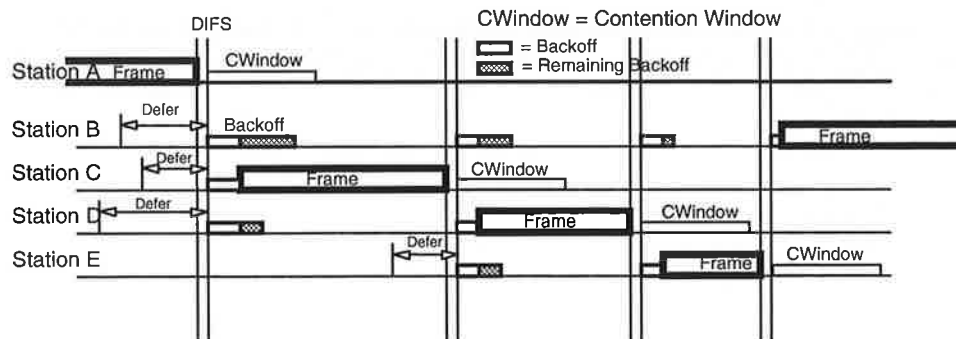 DIFS
CWindow = Contention Window
= Backoff
= Remaining Backoff
Station A
Frame
CWindow
Station B
Defer
Backoff
Frame
Station C
Defer
Frame
CWindow
Station D
Defer
Frame
CWindow
Station E
Defer
Frame
CWindow